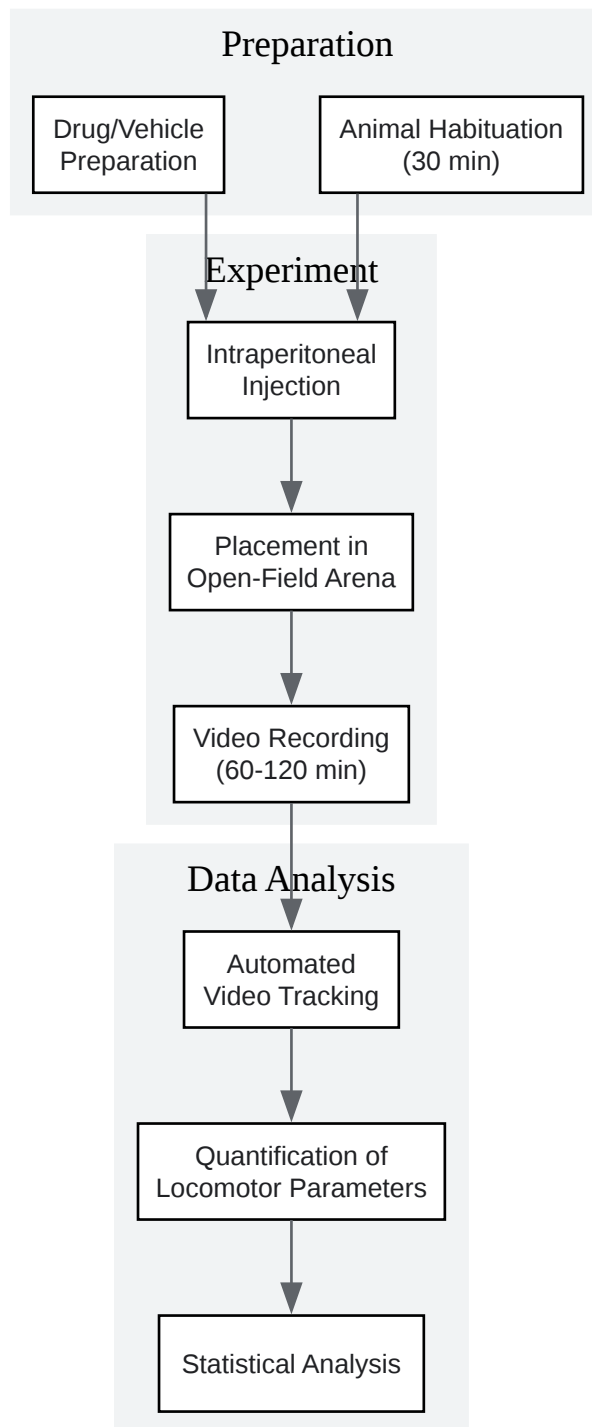 Preparation
Drug/Vehicle
Preparation
Animal Habituation
(30 min)
Experiment
Intraperitoneal
Injection
Placement in
Open-Field Arena
Video Recording
(60-120 min)
Data Analysis
Automated
Video Tracking
Quantification of
Locomotor Parameters
Statistical Analysis